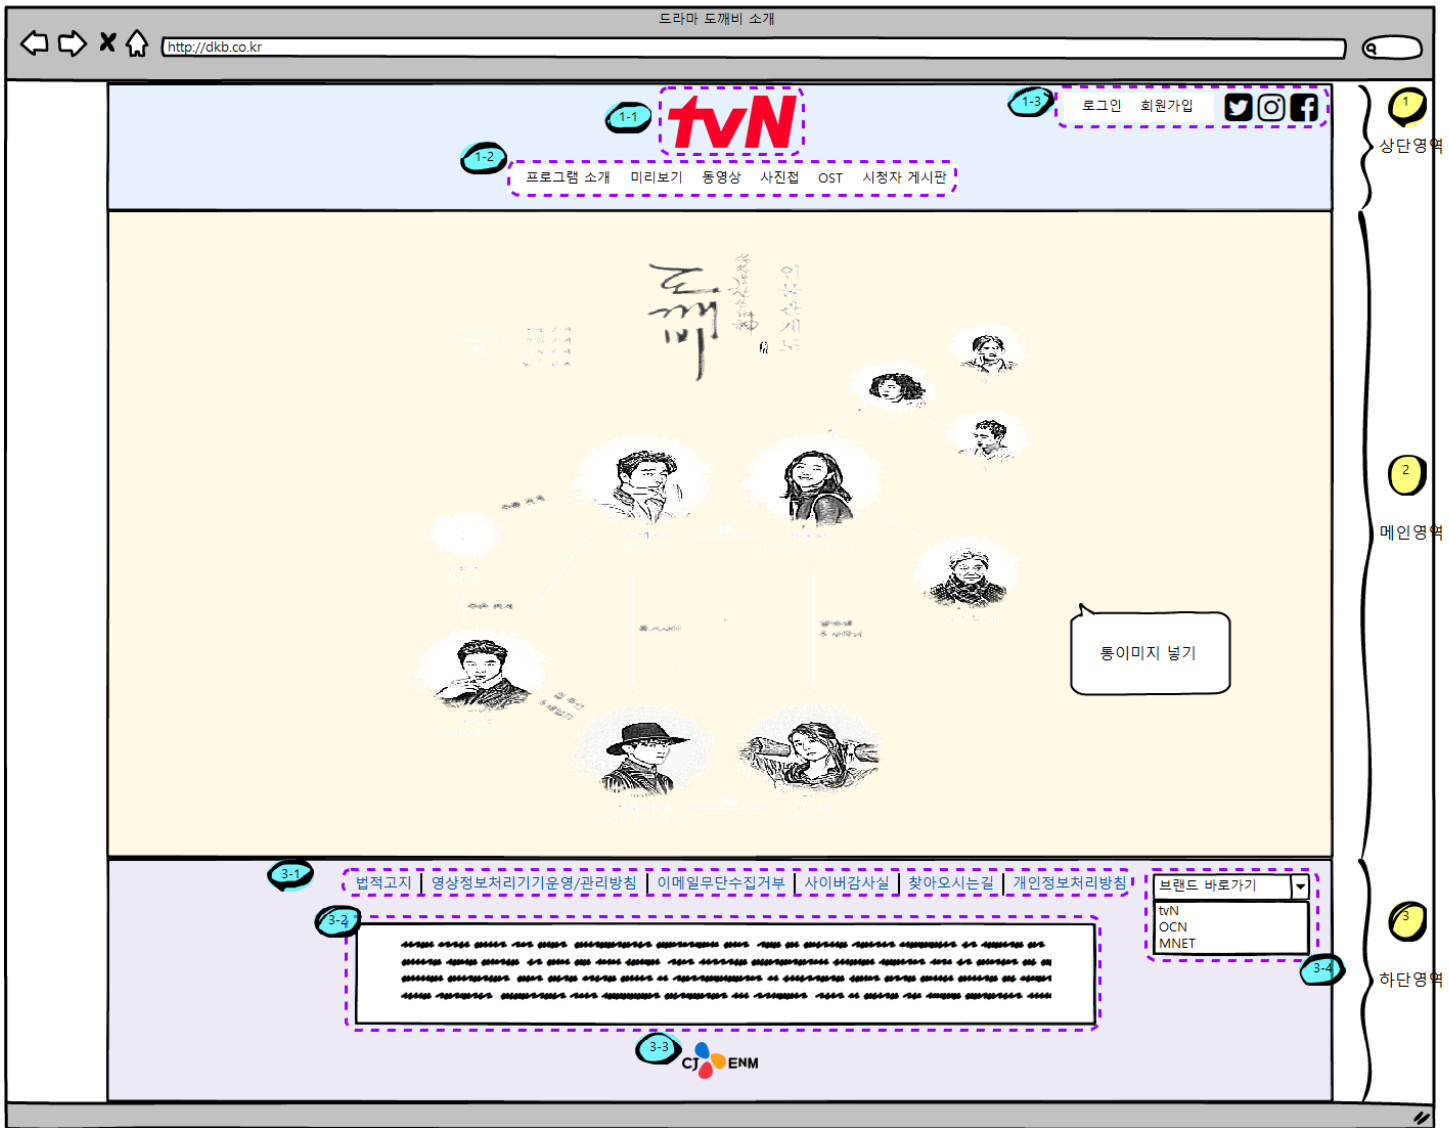 드라마 도깨비 소개
http://dkb.co.kr
1-1
tvN
1-3
로그인 회원가입
1
상단영역
1-2
프로그램 소개 미리보기 동영상 사진첩 OST 시청자 게시판
2
메인영역
통이미지 넣기
3-1
법적고지 | 영상정보처리기기운영/관리방침 | 이메일무단수집거부 | 사이버감사실 | 찾아오시는길 | 개인정보처리방침
브랜드 바로가기
tvN
OCN
MNET
3-2
3
3-4
하단영역
3-3
CJ ENM